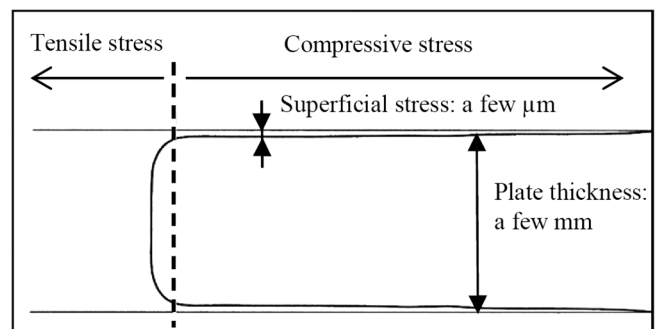 Tensile stress
Compressive stress
Superficial stress: a few µm
Plate thickness:
a few mm